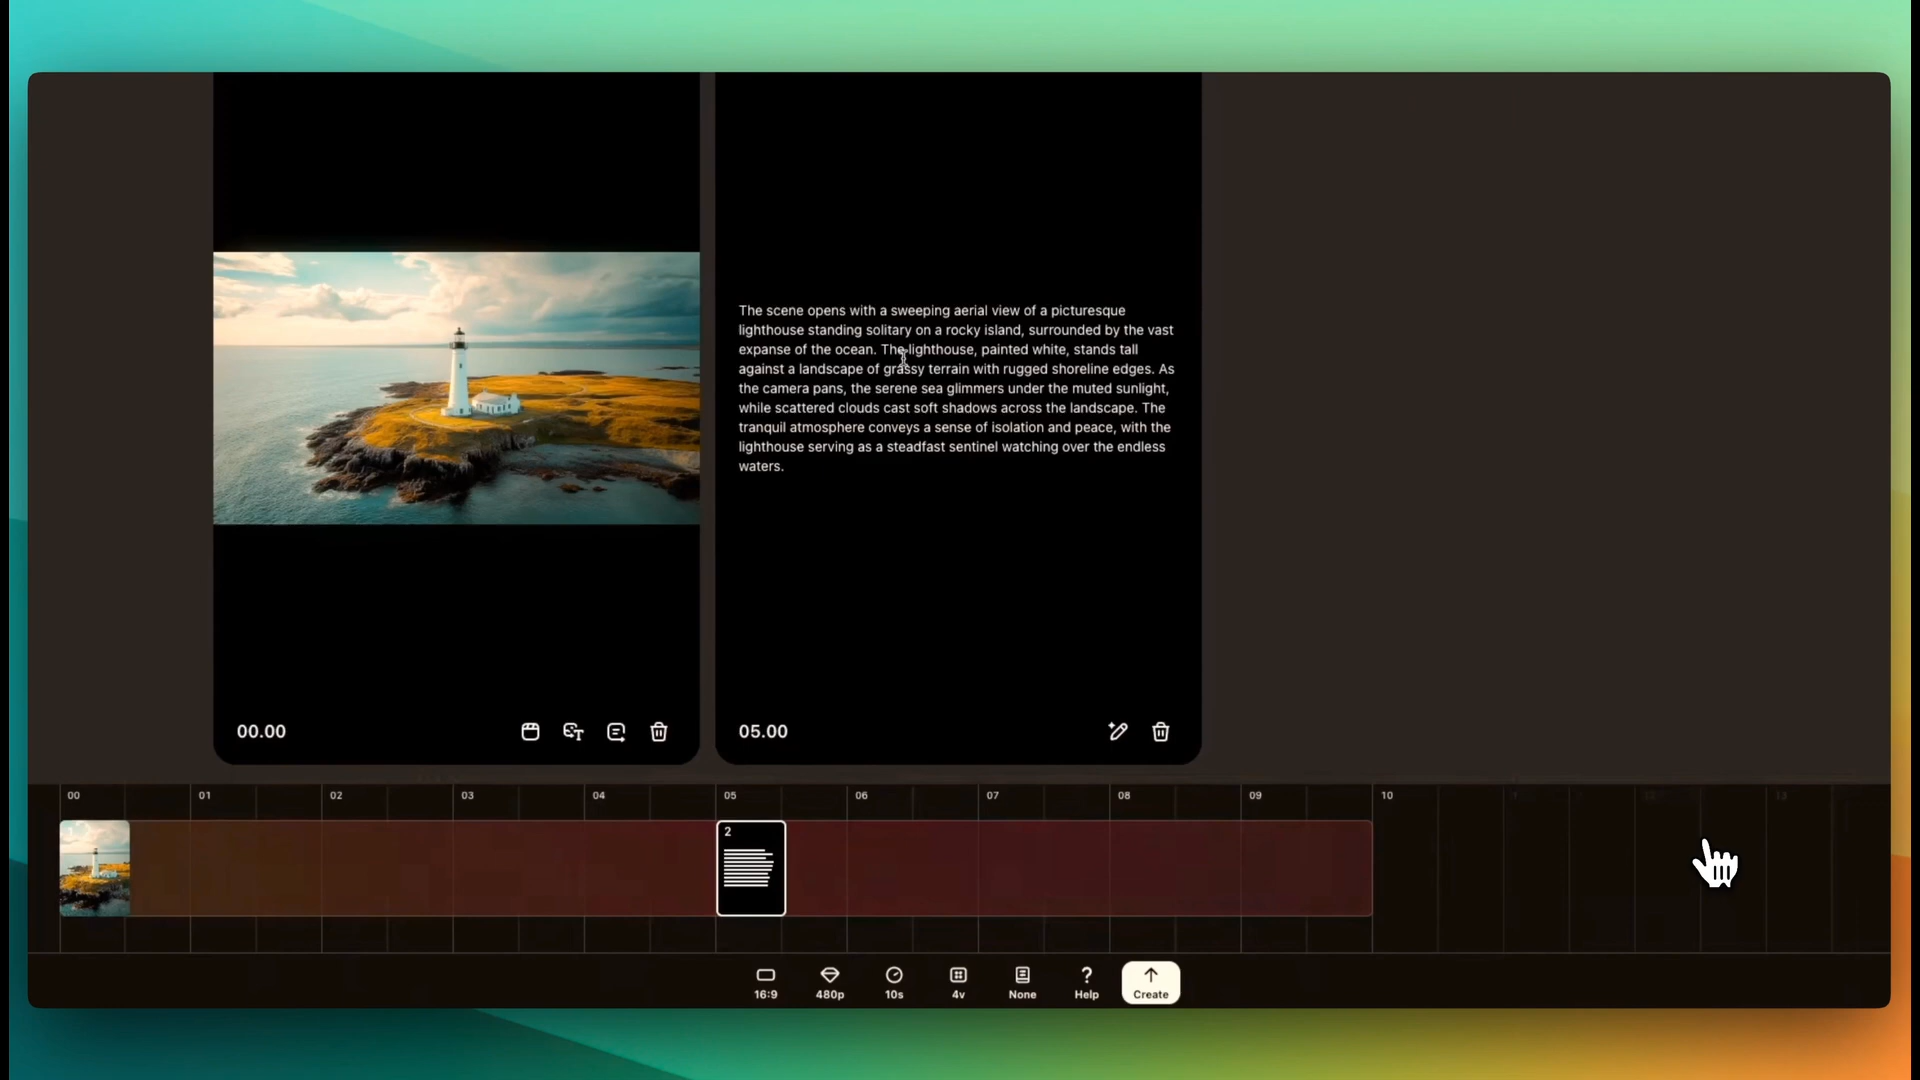 The scene opens with a sweeping aerial view of a picturesque
lighthouse standing solitary on a rocky island, surrounded by the vast
expanse of the ocean. The lighthouse, painted white, stands tall
against a landscape of grassy terrain with rugged shoreline edges. As
the camera pans, the serene sea glimmers under the muted sunlight,
while scattered clouds cast soft shadows across the landscape. The
tranquil atmosphere conveys a sense of isolation and peace, with the
lighthouse serving as a steadfast sentinel watching over the endless
waters.
00.00
05.00
00 01 02 03 04 05 06 07 08 09 10
2
16:9 480p 10s 4v None Help Create